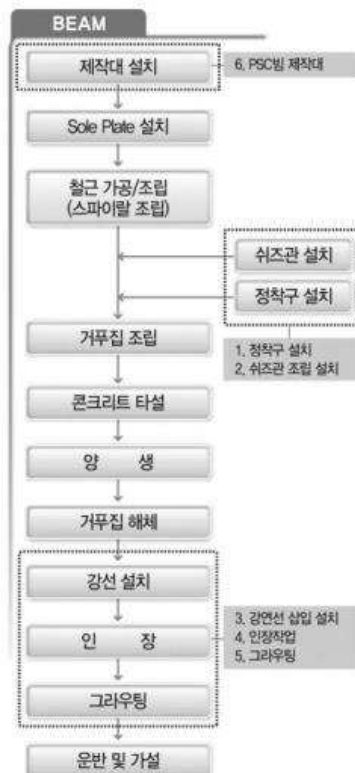 BEAM
제작대 설치
6. PSC빔 제작대
Sole Plate 설치
철근 가공/조립
(스파이랄 조립)
쉬즈관 설치
정착구 설치
1. 정착구 설치
2. 쉬즈관 조립 설치
거푸집 조립
콘크리트 타설
양 생
거푸집 해체
강선 설치
인 장
그라우팅
3. 강연선 삽입 설치
4. 인장작업
5. 그라우팅
운반 및 가설